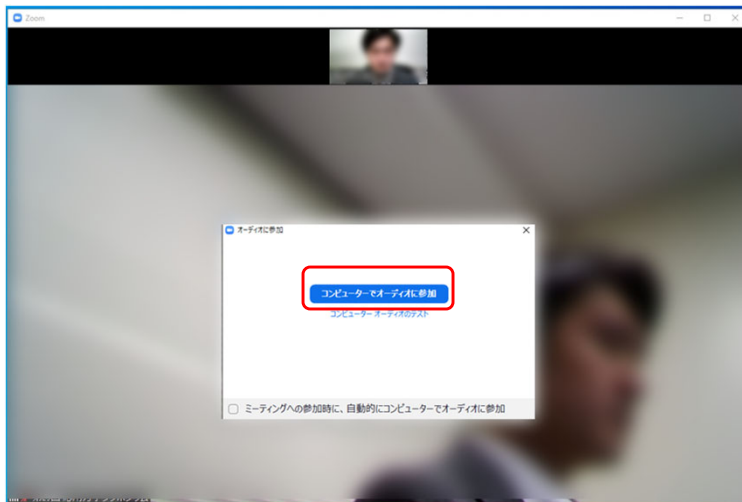 Zoom
オーディオに参加
コンピューターでオーディオに参加
コンピューター オーディオのテスト
ミーティングへの参加時に、自動的にコンピューターでオーディオに参加